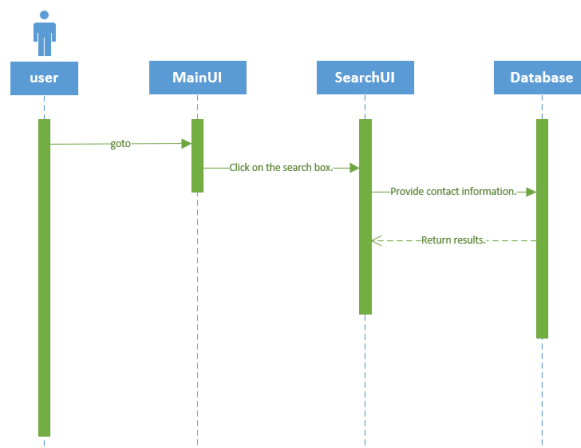 user
MainUI
SearchUI
Database
goto
Click on the search box.
Provide contact information.
Return results.